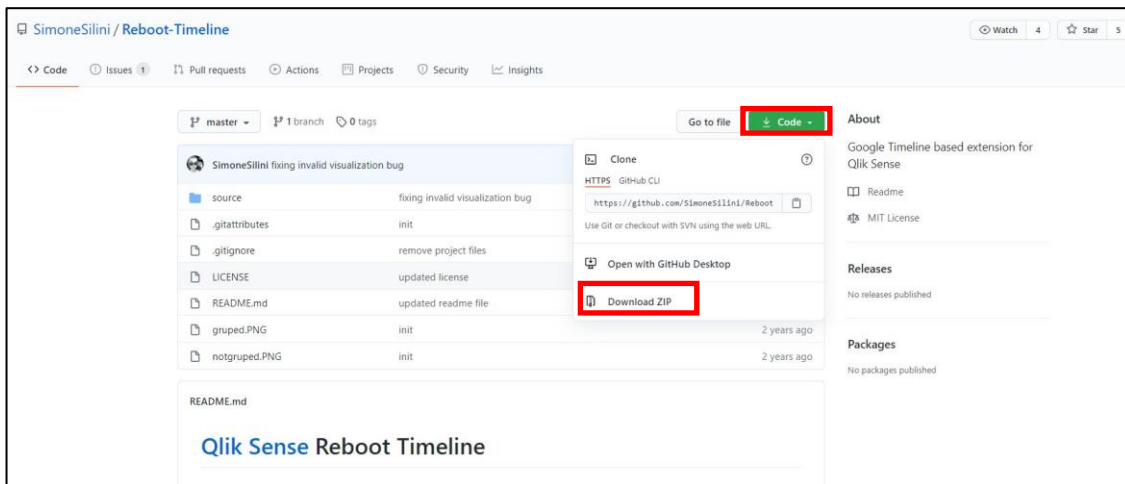 SimoneSilini / Reboot-Timeline
Watch 4 Star 5
Code Issues 1 Pull requests Actions Projects Security Insights
master 1 branch 0 tags Go to file Code
SimoneSilini fixing invalid visualization bug
source fixing invalid visualization bug
.gitattributes init
.gitignore remove project files
LICENSE updated license
README.md updated readme file
gruped.PNG init 2 years ago
notgruped.PNG init 2 years ago
Clone
HTTPS GitHub CLI
https://github.com/SimoneSilini/Reboot
Use Git or checkout with SVN using the web URL.
Open with GitHub Desktop
Download ZIP
About
Google Timeline based extension for
Qlik Sense
Readme
MIT License
Releases
No releases published
Packages
No packages published
README.md
Qlik Sense Reboot Timeline